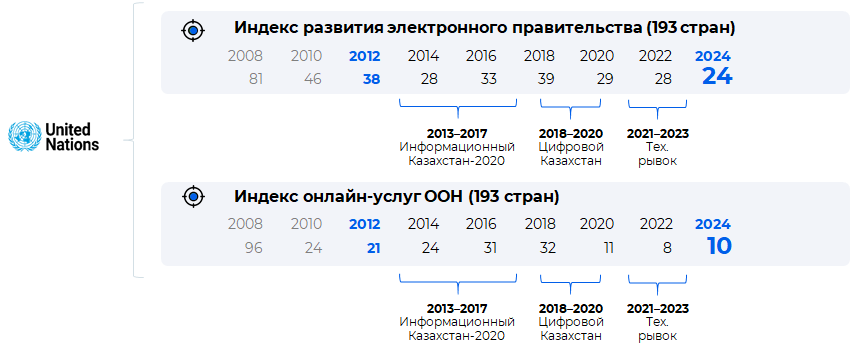 Индекс развития электронного правительства (193 стран)
2008 2010 2012 2014 2016 2018 2020 2022 2024
81 46 38 28 33 39 29 28 24
2013–2017 2018–2020 2021–2023
Информационный Цифровой Тех.
Казахстан-2020 Казахстан рывок
United
Nations
Индекс онлайн-услуг ООН (193 стран)
2008 2010 2012 2014 2016 2018 2020 2022 2024
96 24 21 24 31 32 11 8 10
2013–2017 2018–2020 2021–2023
Информационный Цифровой Тех.
Казахстан-2020 Казахстан рывок